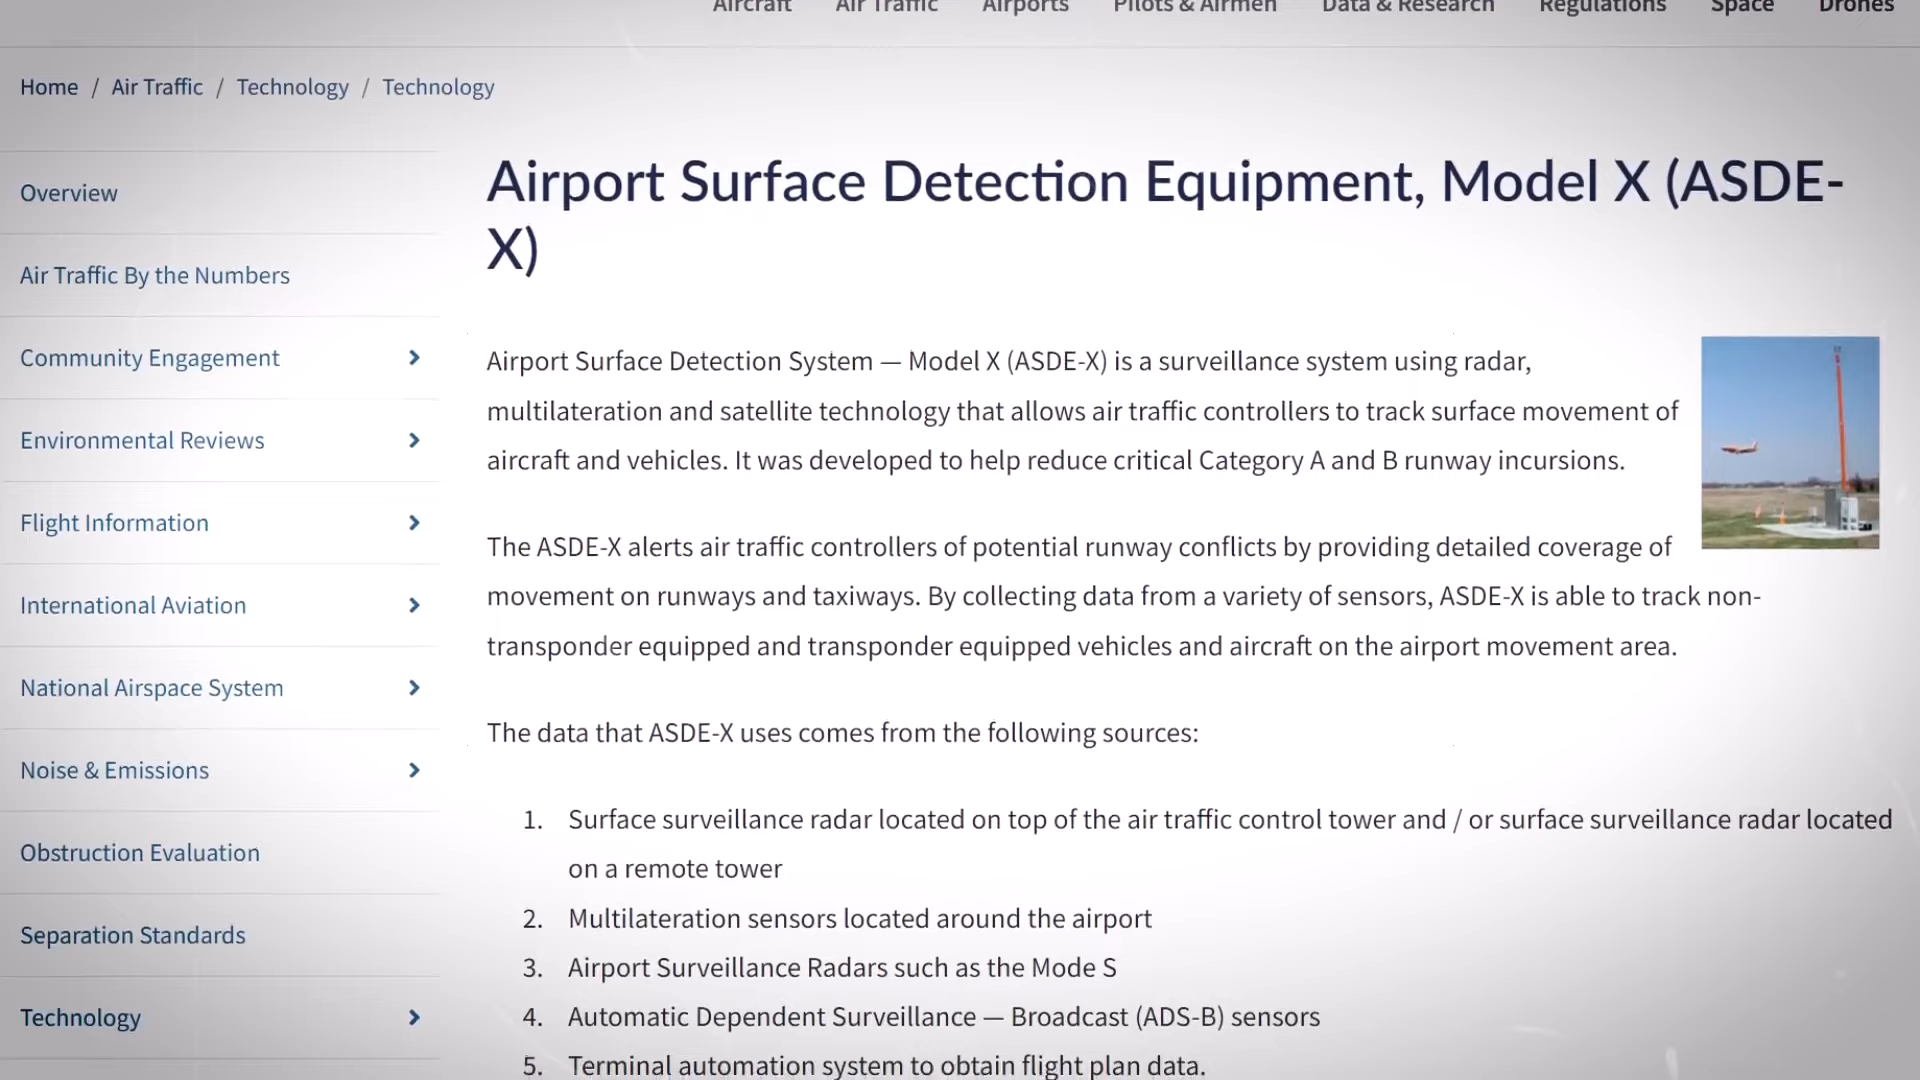 Aircraft Air Traffic Airports Pilots & Airmen Data & Research Regulations Space Drones
Home / Air Traffic / Technology / Technology
Overview
Air Traffic By the Numbers
Community Engagement
Environmental Reviews
Flight Information
International Aviation
National Airspace System
Noise & Emissions
Obstruction Evaluation
Separation Standards
Technology
Airport Surface Detection Equipment, Model X (ASDE-
X)
Airport Surface Detection System — Model X (ASDE-X) is a surveillance system using radar,
multilateration and satellite technology that allows air traffic controllers to track surface movement of
aircraft and vehicles. It was developed to help reduce critical Category A and B runway incursions.
The ASDE-X alerts air traffic controllers of potential runway conflicts by providing detailed coverage of
movement on runways and taxiways. By collecting data from a variety of sensors, ASDE-X is able to track non-
transponder equipped and transponder equipped vehicles and aircraft on the airport movement area.
The data that ASDE-X uses comes from the following sources:
1. Surface surveillance radar located on top of the air traffic control tower and / or surface surveillance radar located
on a remote tower
2. Multilateration sensors located around the airport
3. Airport Surveillance Radars such as the Mode S
4. Automatic Dependent Surveillance — Broadcast (ADS-B) sensors
5. Terminal automation system to obtain flight plan data.